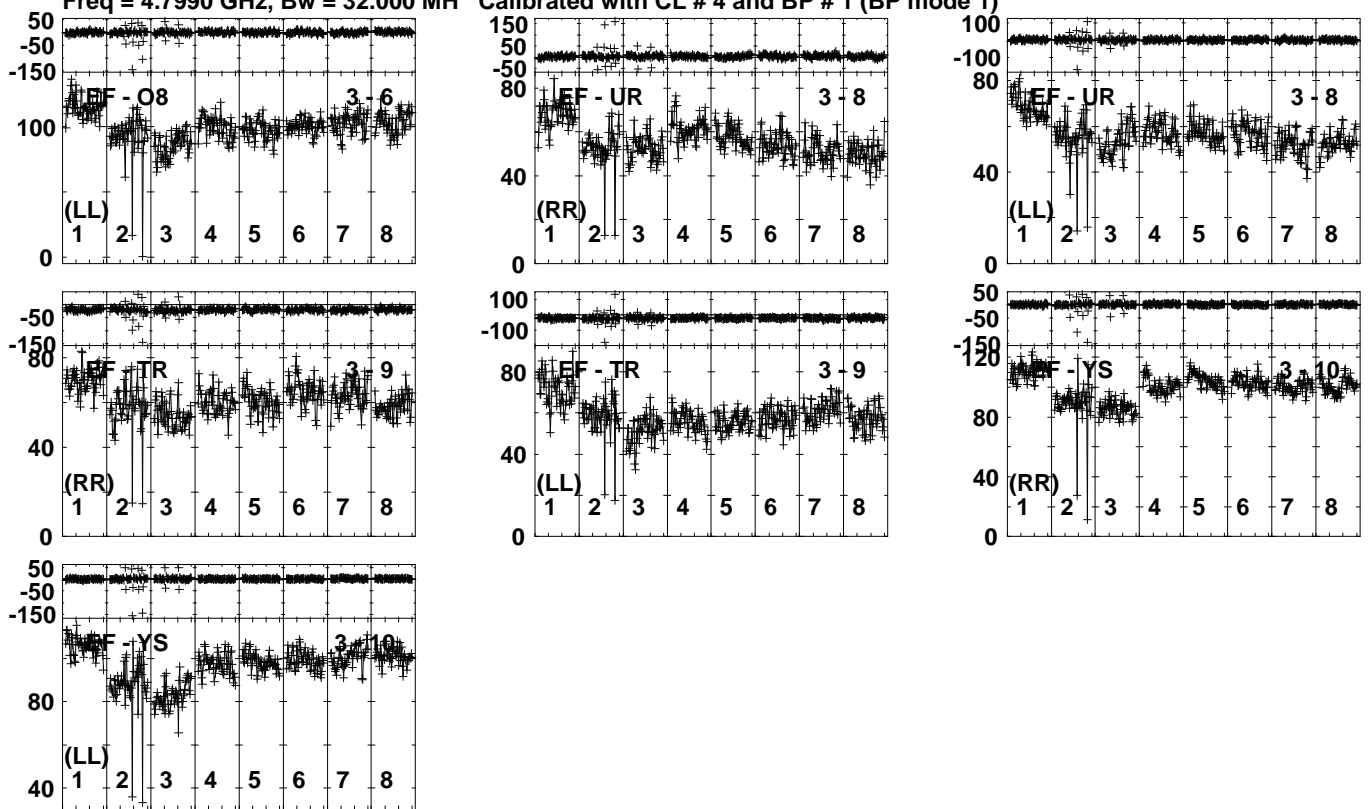 Freq = 4.7990 GHz, Bw = 32.000 MH Calibrated with CL # 4 and BP # 1 (BP mode 1)
50
-50
-150
EF - O8 3 - 6
100
(LL)
1 2 3 4 5 6 7 8
0
150
50
-50
80
EF - UR 3 - 8
40
(RR)
1 2 3 4 5 6 7 8
0
100
-100
80
EF - UR 3 - 8
40
(LL)
1 2 3 4 5 6 7 8
0
-50
-150
80
EF - TR 3 - 9
40
(RR)
1 2 3 4 5 6 7 8
0
100
-100
80
EF - TR 3 - 9
40
(LL)
1 2 3 4 5 6 7 8
0
50
-50
-150
120
EF - YS 3 - 10
80
40
(RR)
1 2 3 4 5 6 7 8
0
50
-50
-150
EF - YS 3 - 10
80
(LL)
1 2 3 4 5 6 7 8
40